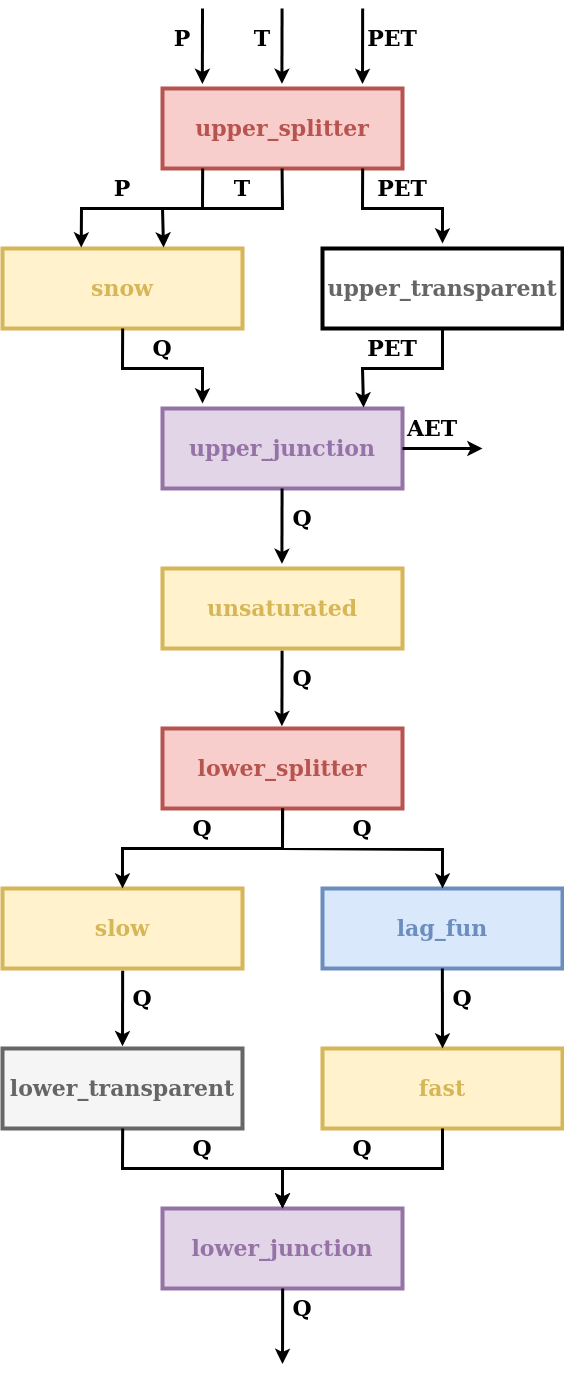 P T PET
upper_splitter
P T PET
snow upper_transparent
Q PET
upper_junction AET
Q
unsaturated
Q
lower_splitter
Q Q
slow lag_fun
Q Q
lower_transparent fast
Q Q
lower_junction
Q